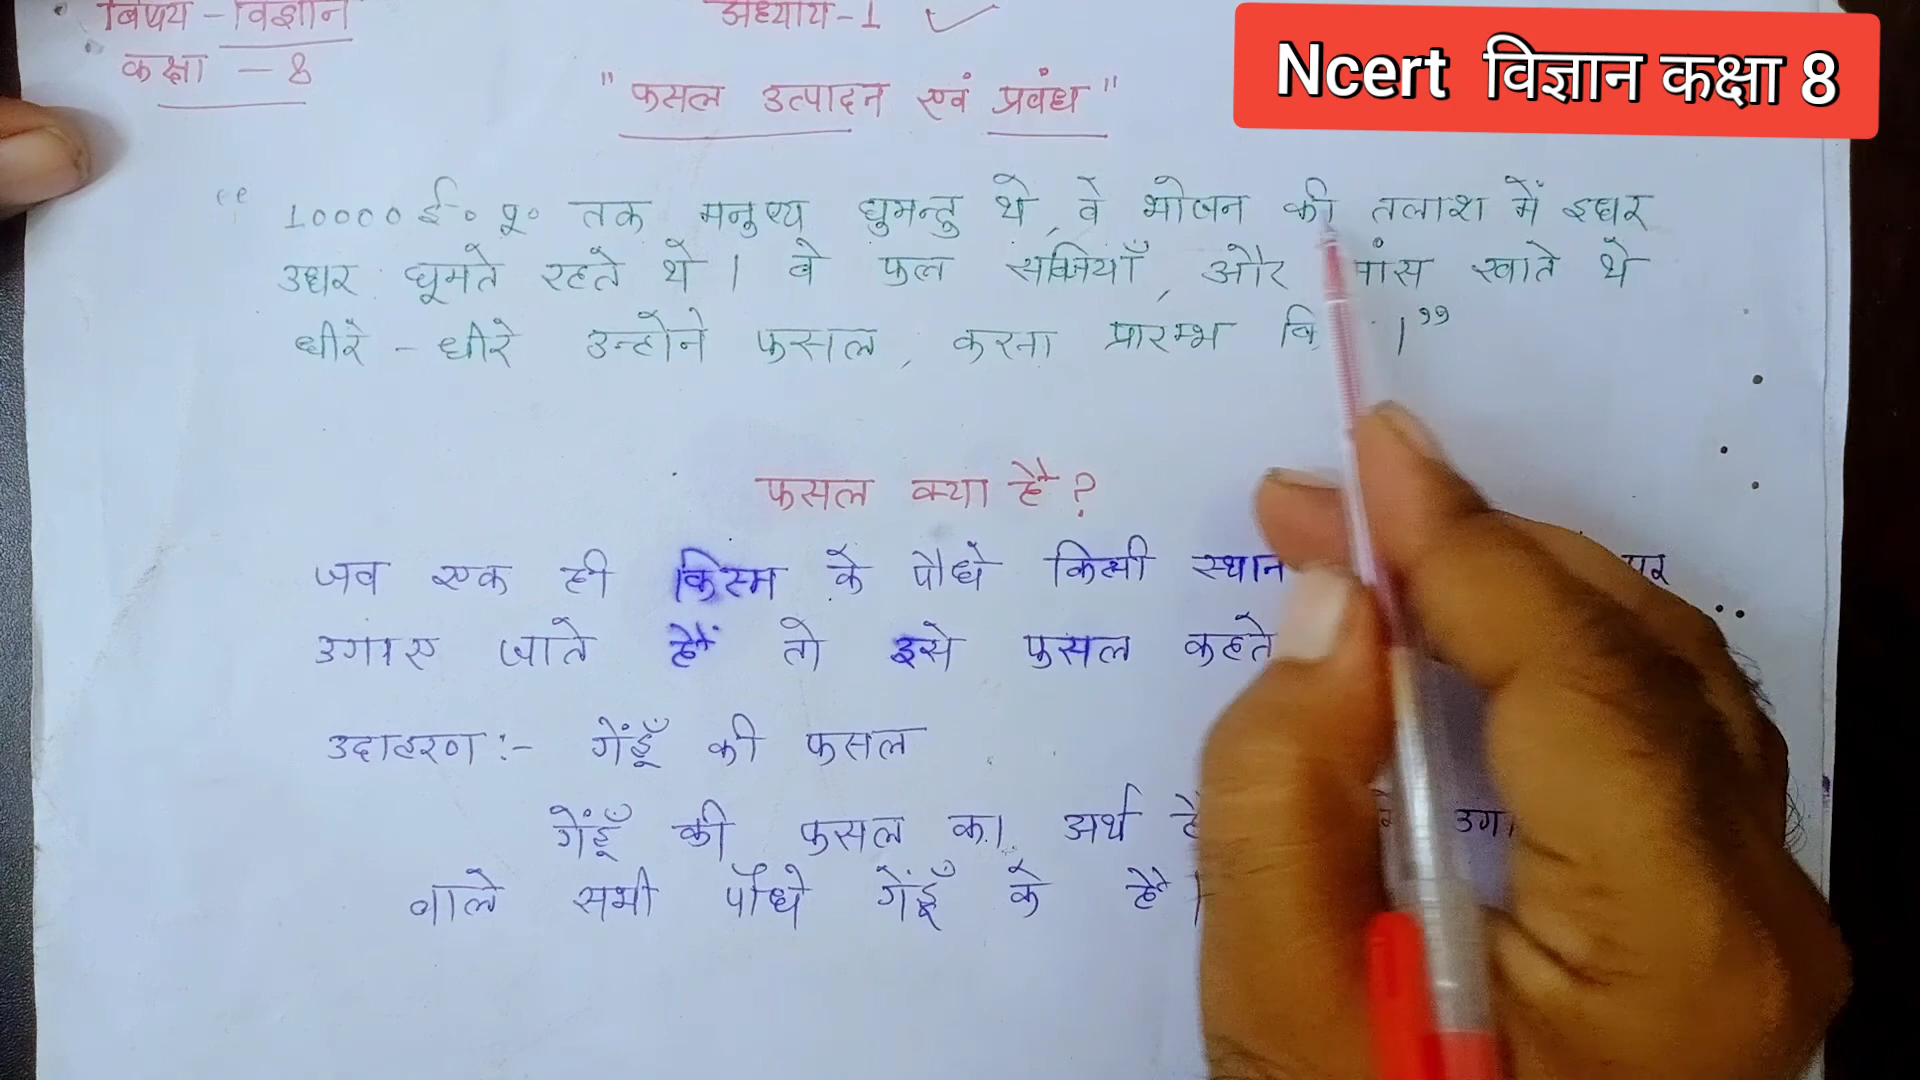 विषय - विज्ञान
अध्याय - 1
Ncert विज्ञान कक्षा 8
कक्षा - 8
" फसल उत्पादन एवं प्रबंध "
" 10000 ई॰ पू॰ तक मनुष्य घुमन्तु थे, वे भोजन की तलाश में इधर
उधर घूमते रहते थे । वे फल सब्जियाँ, और मांस खाते थे
धीरे - धीरे उन्होंने फसल, करना प्रारम्भ । "
फसल क्या है ?
जब एक ही किस्म के पौधे किसी स्थान पर
उगाए जाते हैं तो इसे फसल कहते
उदाहरण :- गेंहूँ की फसल
गेंहूँ की फसल का अर्थ
वाले सभी पौधे गेंहूँ के है ।